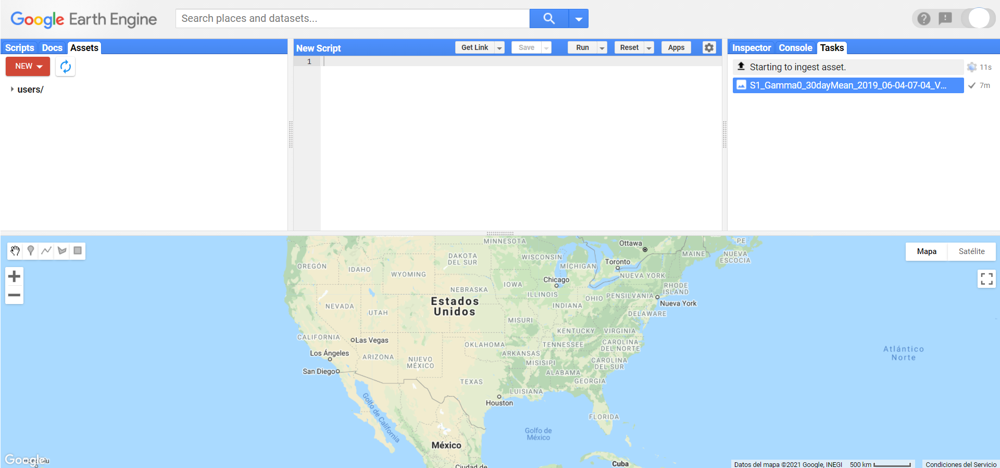 Google Earth Engine
Search places and datasets...
Scripts Docs Assets
NEW
users/
New Script
Get Link Save Run Reset Apps
1
Inspector Console Tasks
Starting to ingest asset. 11s
S1_Gamma0_30dayMean_2019_06-04-07-04_V... 7m
Mapa Satélite
MINNESOTA
Ottawa
PE
DAKOTA
DEL SUR
WISCONSIN
MAINE
NUEVA
ESCOCIA
OREGÓN
IDAHO
WYOMING
MÍCHIGAN
Toronto
NUEVA YORK
Chicago
IOWA
NEBRASKA
RHODE
ISLAND
ILLINOIS
OHIO
PENSILVANIA
Estados
Unidos
NEVADA
INDIANA
Nueva York
UTAH
DELAWARE
MISURI
KENTUCKY
VIRGINIA
CALIFORNIA
Las Vegas
OKLAHOMA
TENNESSEE
CAROLINA
DEL NORTE
Los Ángeles
ARIZONA
NUEVO
MÉXICO
ARKANSAS
MISISIPI
CAROLINA
DEL SUR
Atlántico
Norte
San Diego
ALABAMA
TEXAS
GEORGIA
LUISIANA
Houston
Golfo de California
FLORIDA
Golfo de
México
México
Cuba
Ciudad de
Google
Datos del mapa ©2021 Google, INEGI 500 km Condiciones del Servicio